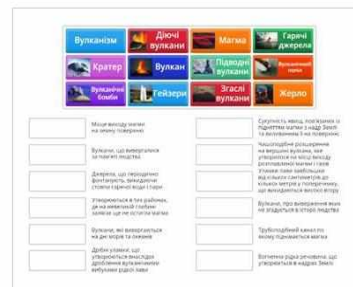 Вулканізм
Діючі
вулкани
Магма
Гарячі
джерела
Кратер
Вулкан
Підводні
вулкани
Вулканічний
Вулканічні
бомби
Гейзери
Згаслі
вулкани
Жерло
Місце виходу магми
на земну поверхню
Вулкани, що вивергалися
за пам'яті людства
Джерела, що періодично
фонтанують, викидаючи
стовпи гарячої води і пари
Утворюються в тих районах,
де на невеликій глибині
залягає ще не остигла магма
Вулкани, які вивергаються
на дні морів та океанів
Дрібні уламки, що
утворюються внаслідок
дроблення вулканічними
вибухами рідкої лави
Сукупність явищ, пов'язаних із
підняттям магми з надр Землі
та виливанням її на поверхню
Чашоподібне розширення
на вершині вулкана, яке
утворилося на місці виходу
розплавленої магми і газів
Уламки лави завбільшки
від кількох сантиметрів до
кількох метрів у поперечнику,
що викидаються високо вгору
Вулкани, про виверження яких
не згадується в історії людства
Трубоподібний канал по
якому піднімається магма
Вогненна рідка речовина, що
утворюється в надрах Землі